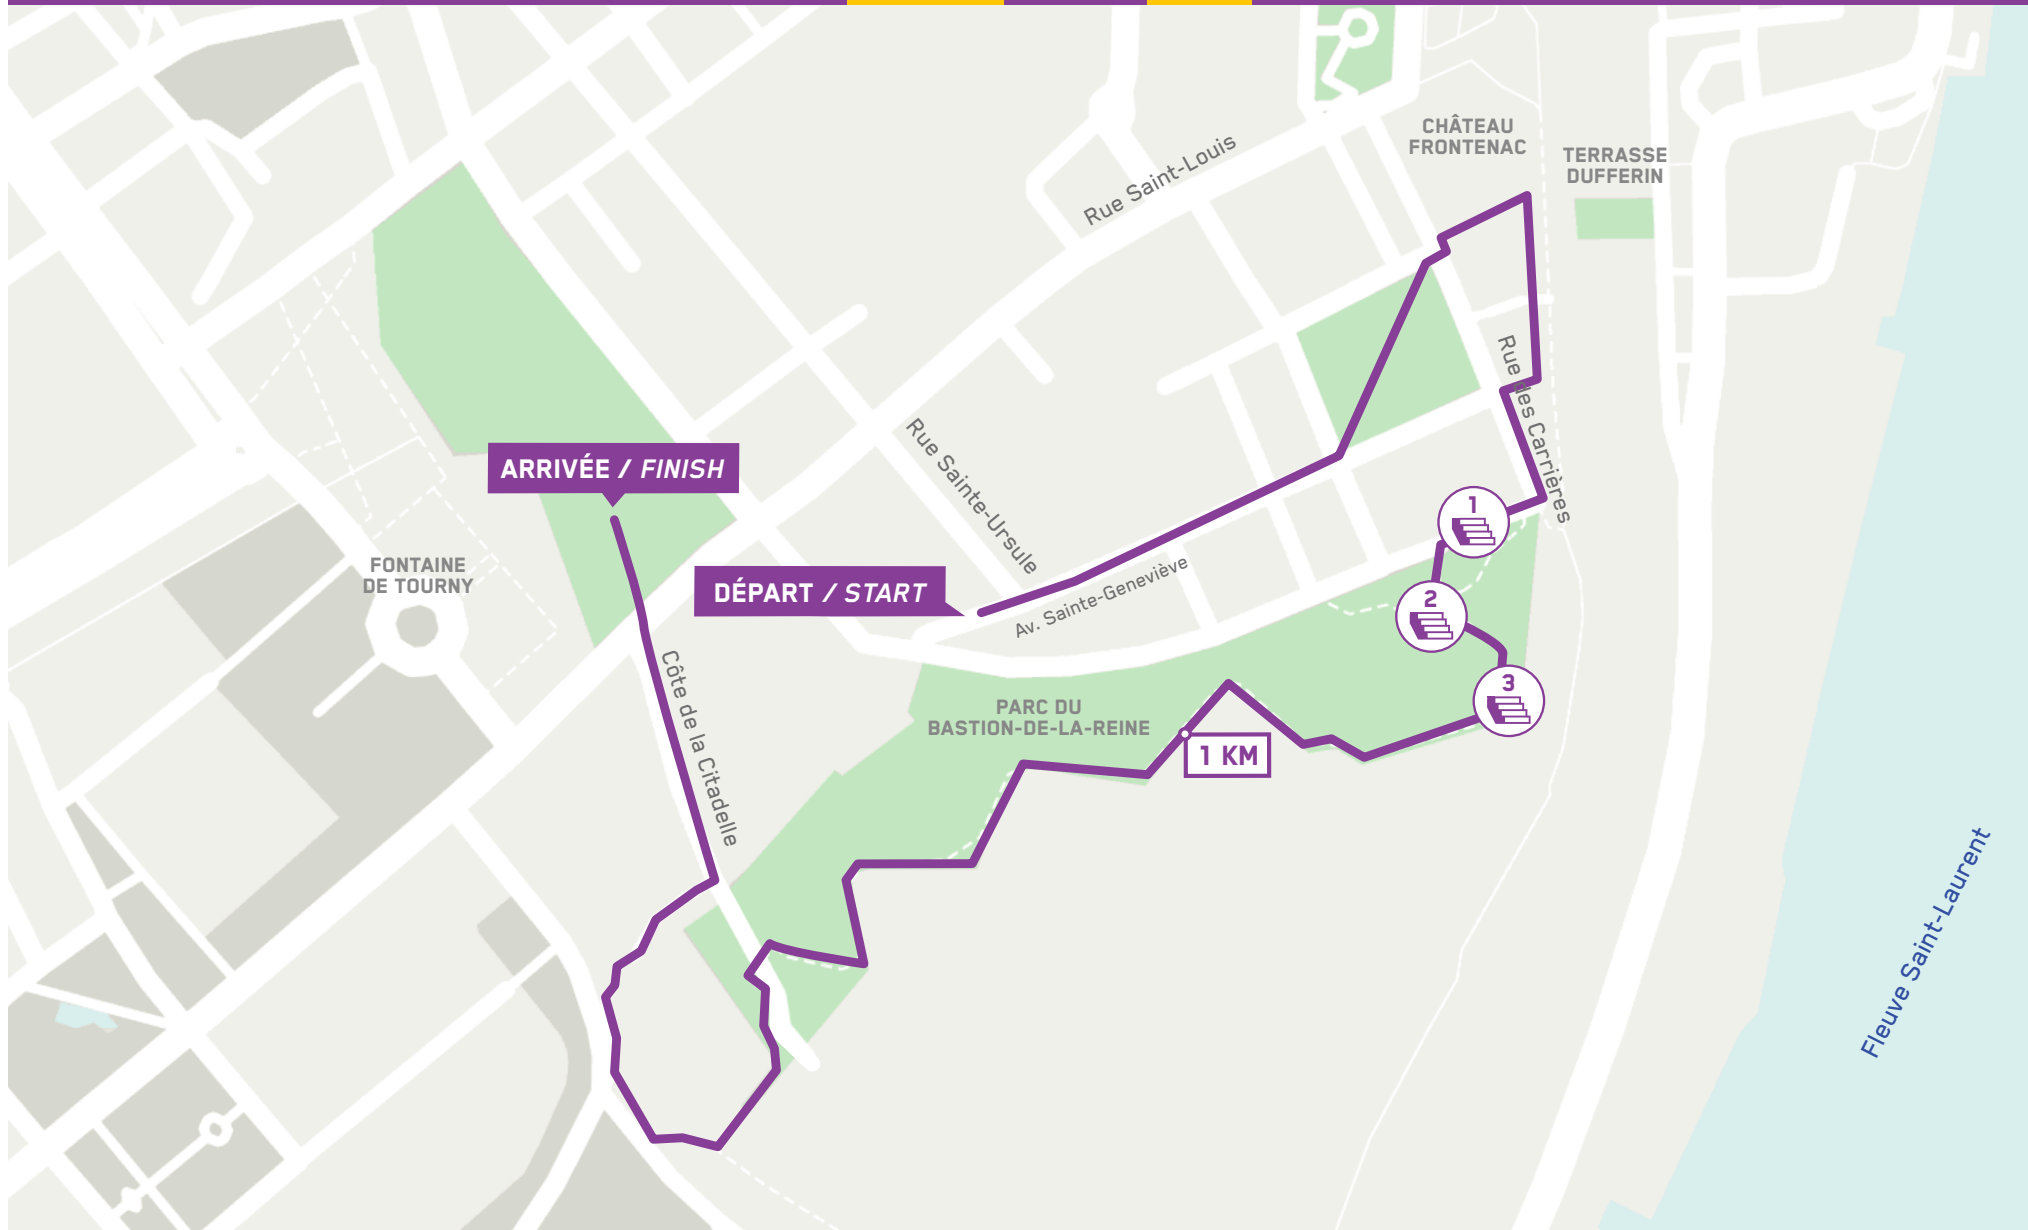 CHÂTEAU
FRONTENAC
TERRASSE
DUFFERIN
Rue Saint-Louis
Rue des Carrières
ARRIVÉE / FINISH
Rue Sainte-Ursule
1
FONTAINE
DE TOURNY
DÉPART / START
Av. Sainte-Geneviève
2
Côte de la Citadelle
3
PARC DU
BASTION-DE-LA-REINE
1 KM
Fleuve Saint-Laurent